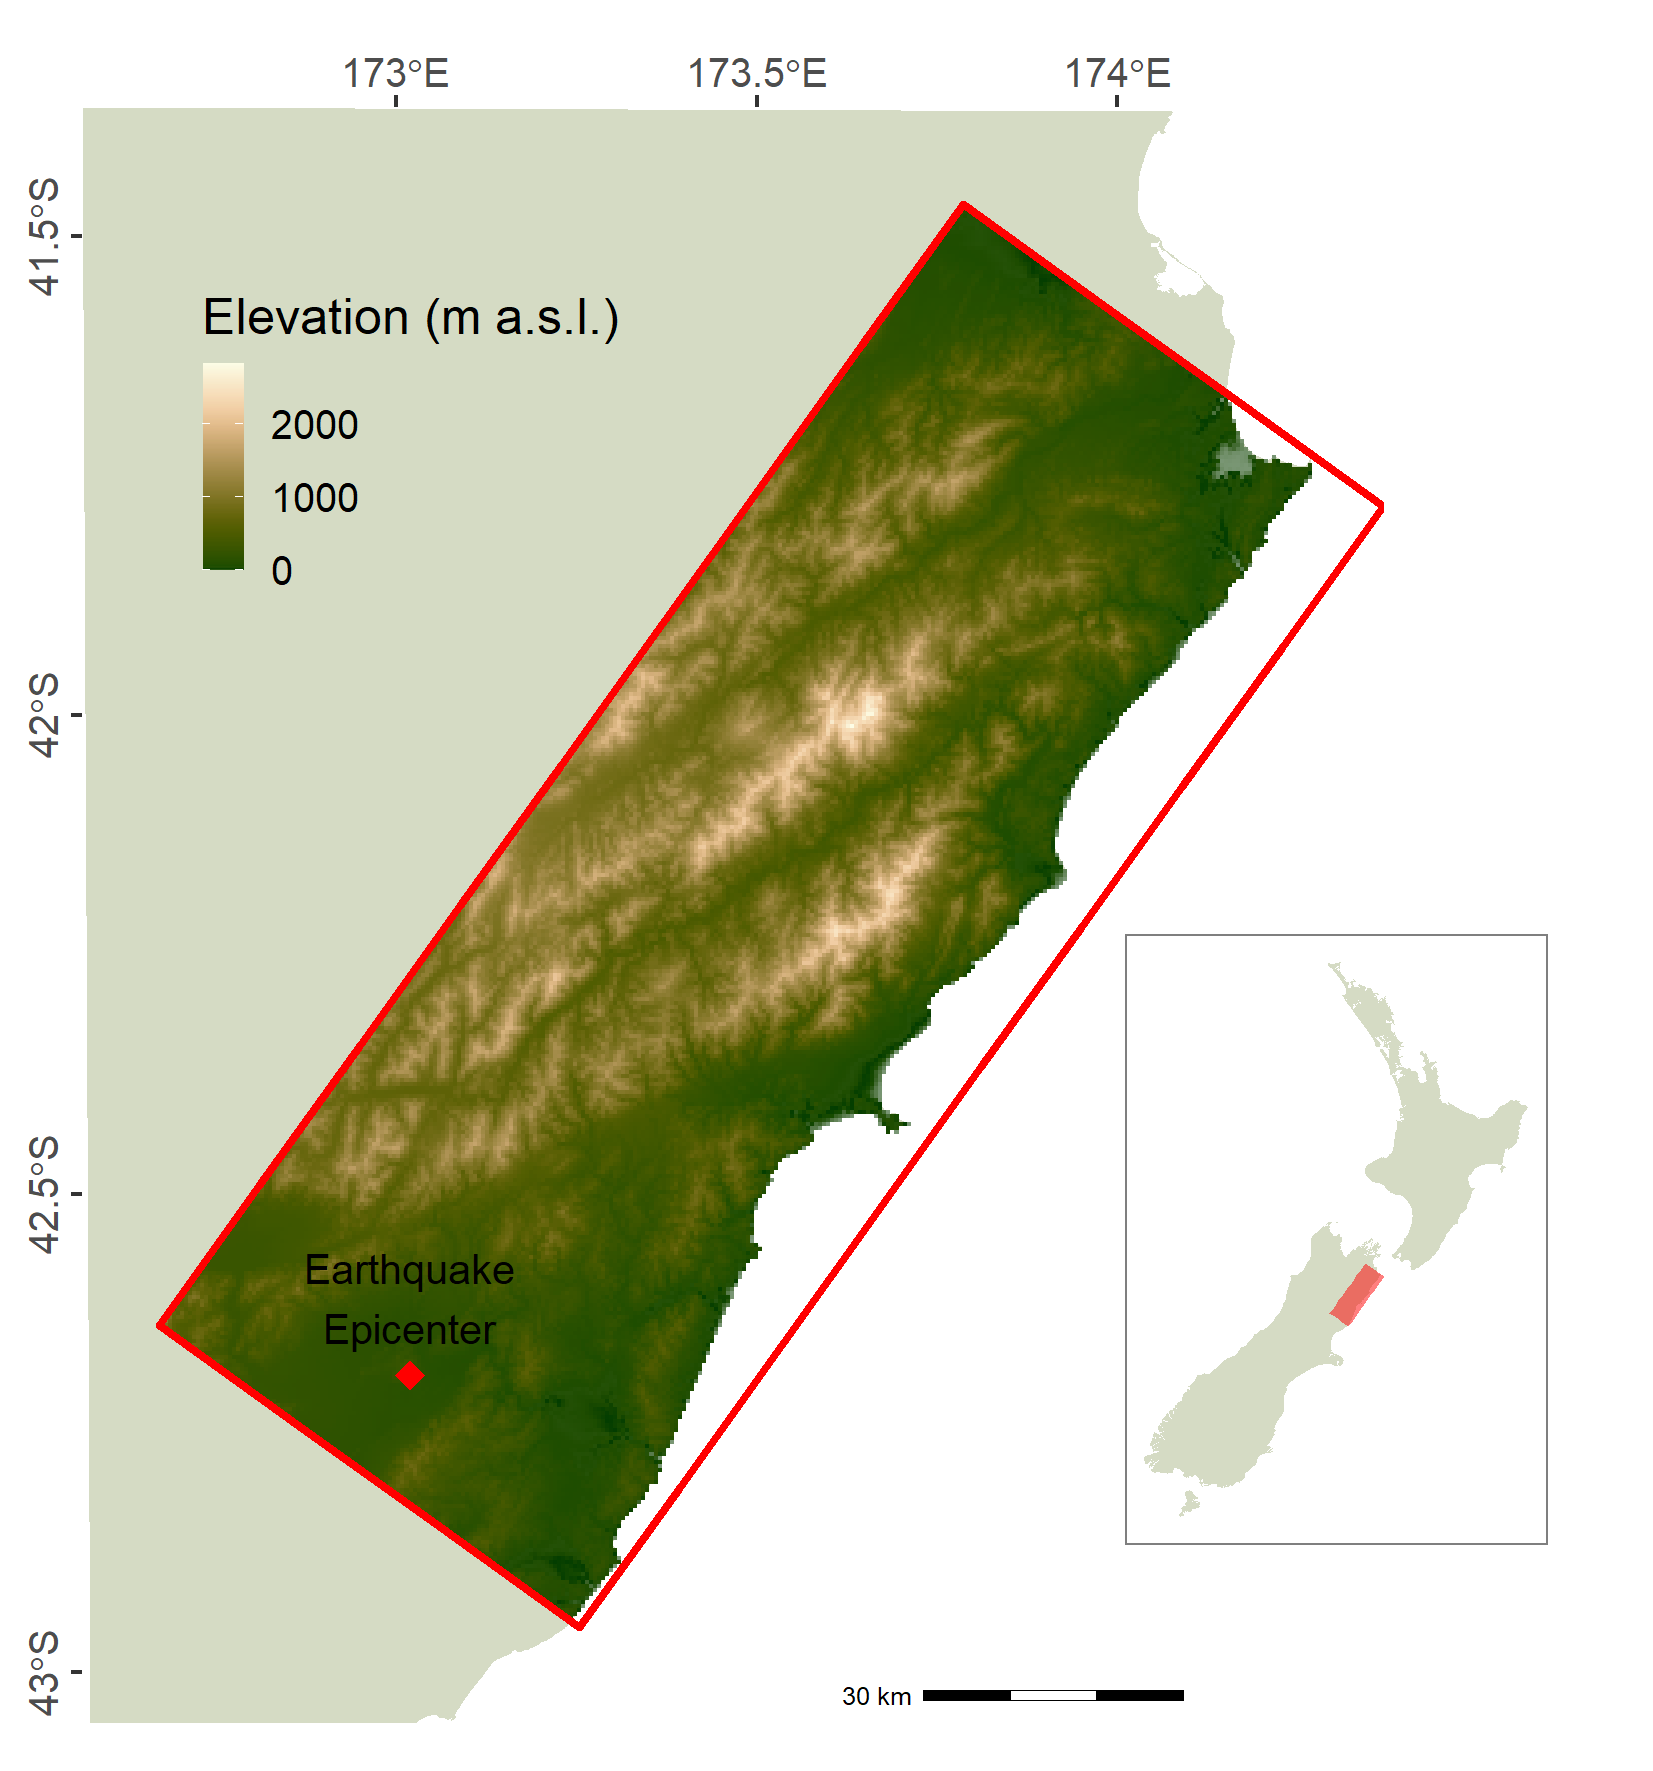 173°E 173.5°E 174°E
41.5°S
Elevation (m a.s.l.)
2000
1000
0
42°S
42.5°S
Earthquake
Epicenter
43°S
30 km